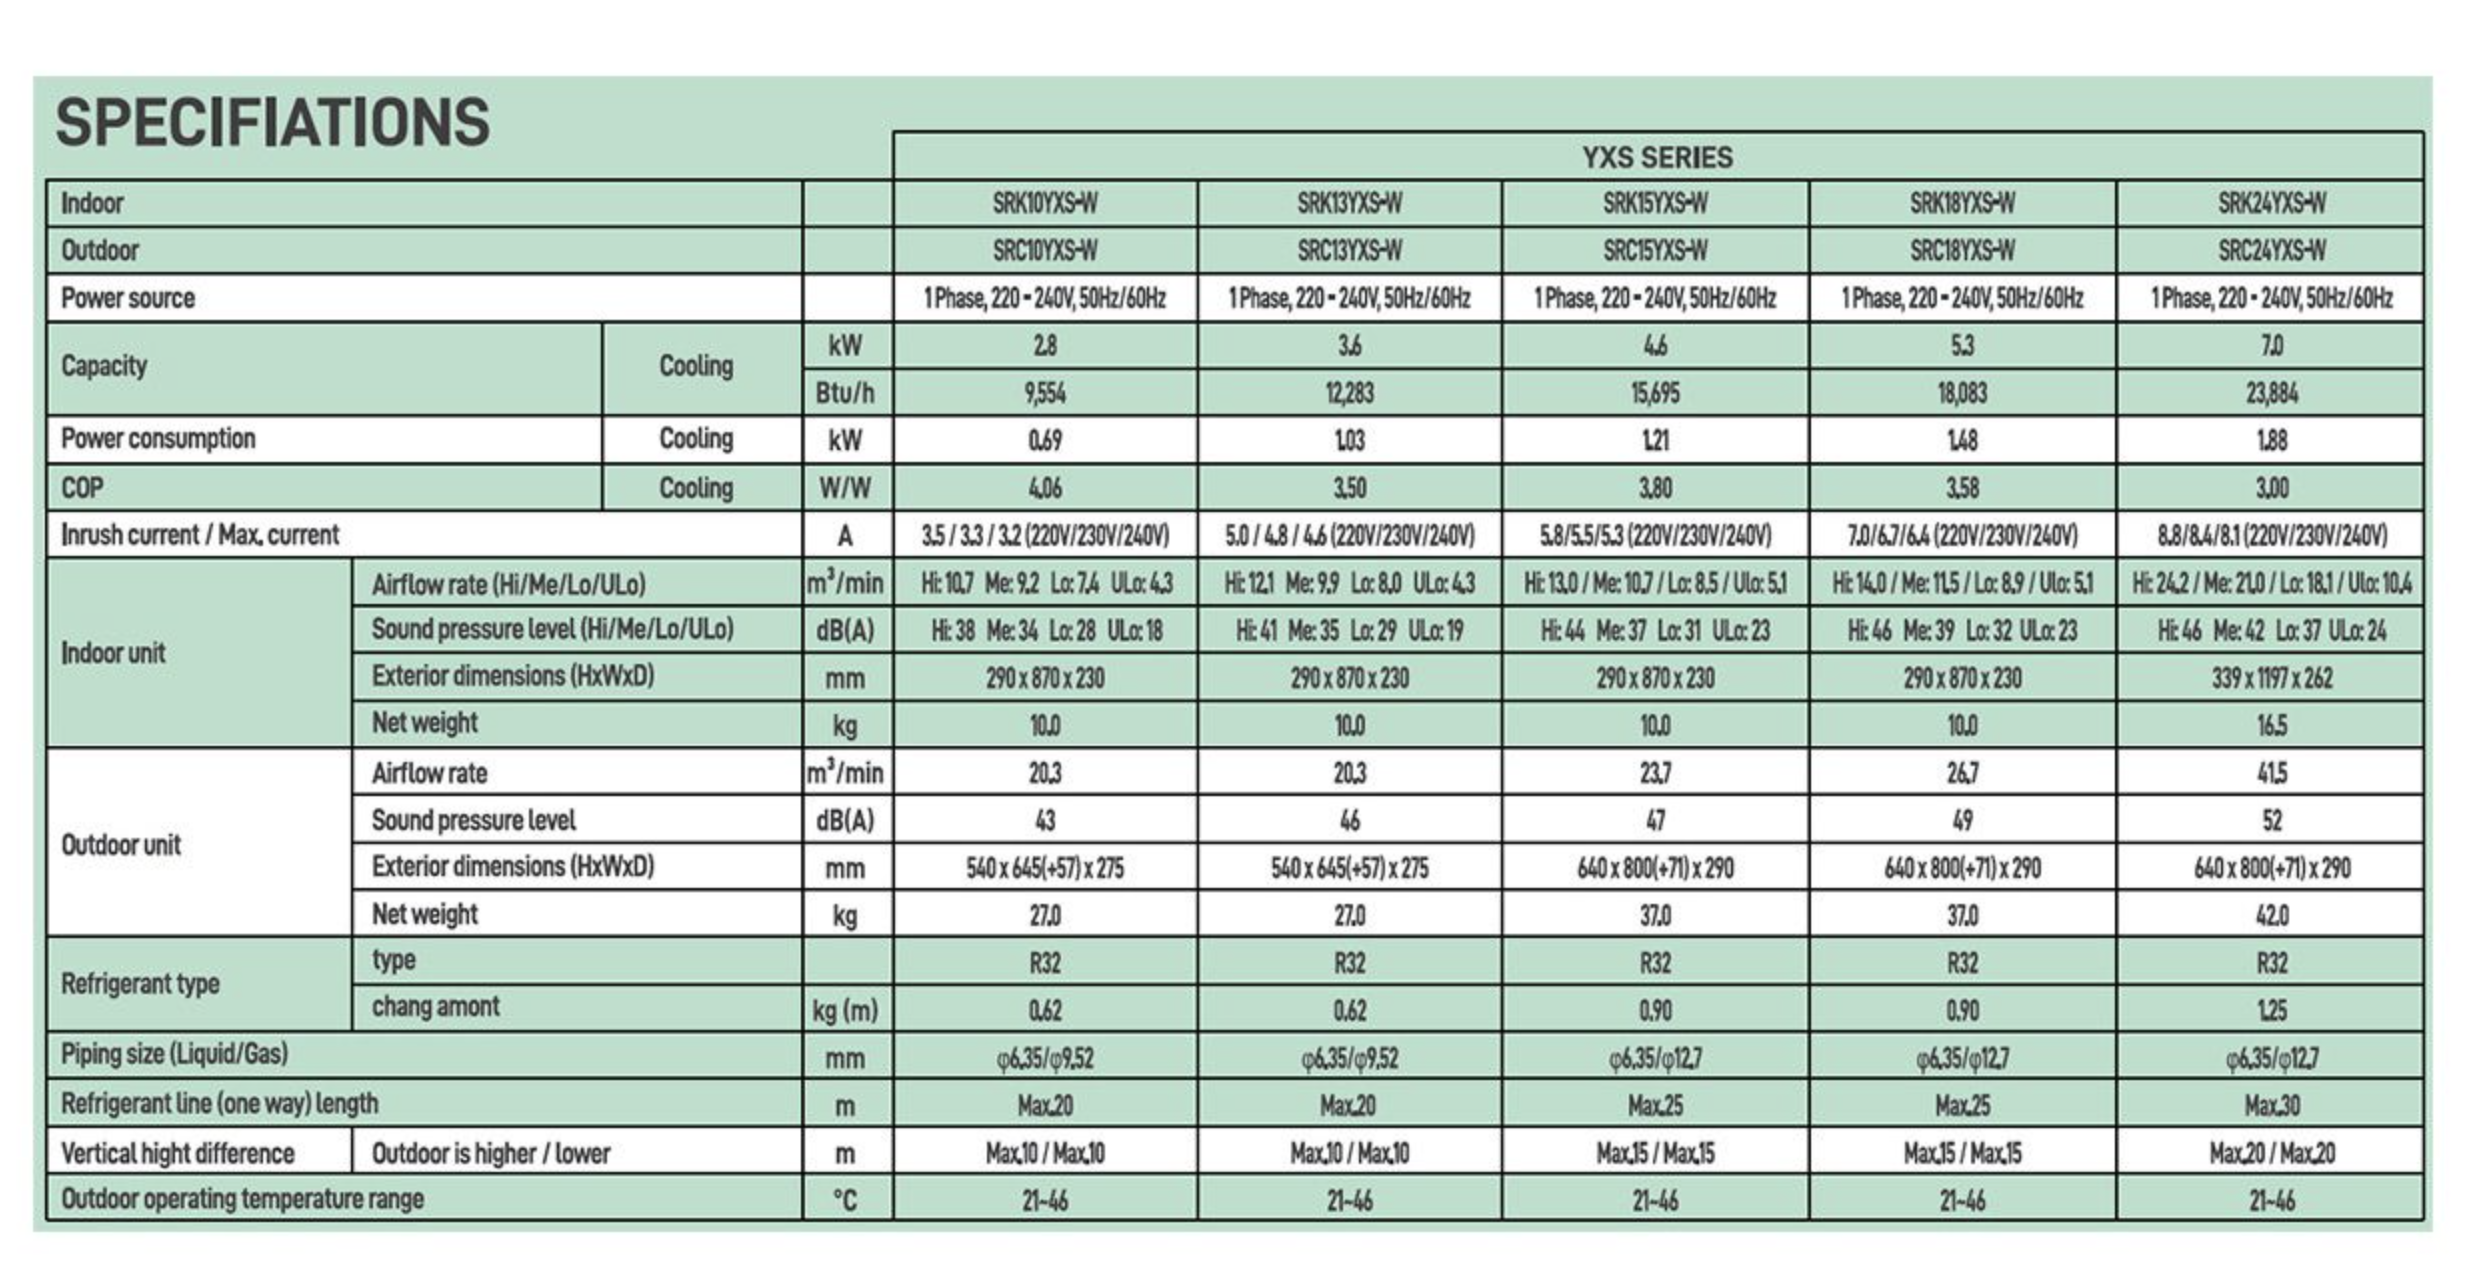 SPECIFIATIONS
YXS SERIES
Indoor SRK10YXS-W SRK13YXS-W SRK15YXS-W SRK18YXS-W SRK24YXS-W
Outdoor SRC10YXS-W SRC13YXS-W SRC15YXS-W SRC18YXS-W SRC24YXS-W
Power source 1 Phase, 220 - 240V, 50Hz/60Hz 1 Phase, 220 - 240V, 50Hz/60Hz 1 Phase, 220 - 240V, 50Hz/60Hz 1 Phase, 220 - 240V, 50Hz/60Hz 1 Phase, 220 - 240V, 50Hz/60Hz
Capacity Cooling kW 2.8 3.6 4.6 5.3 7.0
Btu/h 9,554 12,283 15,695 18,083 23,884
Power consumption Cooling kW 0.69 1.03 1.21 1.48 1.88
COP Cooling W/W 4.06 3.50 3.80 3.58 3.00
Inrush current / Max. current A 3.5 / 3.3 / 3.2 (220V/230V/240V) 5.0 / 4.8 / 4.6 (220V/230V/240V) 5.8/5.5/5.3 (220V/230V/240V) 7.0/6.7/6.4 (220V/230V/240V) 8.8/8.4/8.1 (220V/230V/240V)
Indoor unit Airflow rate (Hi/Me/Lo/ULo) m³/min Hi: 10.7 Me: 9.2 Lo: 7.4 ULo: 4.3 Hi: 12.1 Me: 9.9 Lo: 8.0 ULo: 4.3 Hi: 13.0 / Me: 10.7 / Lo: 8.5 / Ulo: 5.1 Hi: 14.0 / Me: 11.5 / Lo: 8.9 / Ulo: 5.1 Hi: 24.2 / Me: 21.0 / Lo: 18.1 / Ulo: 10.4
Sound pressure level (Hi/Me/Lo/ULo) dB(A) Hi: 38 Me: 34 Lo: 28 ULo: 18 Hi: 41 Me: 35 Lo: 29 ULo: 19 Hi: 44 Me: 37 Lo: 31 ULo: 23 Hi: 46 Me: 39 Lo: 32 ULo: 23 Hi: 46 Me: 42 Lo: 37 ULo: 24
Exterior dimensions (HxWxD) mm 290 x 870 x 230 290 x 870 x 230 290 x 870 x 230 290 x 870 x 230 339 x 1197 x 262
Net weight kg 10.0 10.0 10.0 10.0 16.5
Outdoor unit Airflow rate m³/min 20.3 20.3 23.7 26.7 41.5
Sound pressure level dB(A) 43 46 47 49 52
Exterior dimensions (HxWxD) mm 540 x 645(+57) x 275 540 x 645(+57) x 275 640 x 800(+71) x 290 640 x 800(+71) x 290 640 x 800(+71) x 290
Net weight kg 27.0 27.0 37.0 37.0 42.0
Refrigerant type type R32 R32 R32 R32 R32
chang amont kg (m) 0.62 0.62 0.90 0.90 1.25
Piping size (Liquid/Gas) mm φ6.35/φ9.52 φ6.35/φ9.52 φ6.35/φ12.7 φ6.35/φ12.7 φ6.35/φ12.7
Refrigerant line (one way) length m Max.20 Max.20 Max.25 Max.25 Max.30
Vertical hight difference Outdoor is higher / lower m Max.10 / Max.10 Max.10 / Max.10 Max.15 / Max.15 Max.15 / Max.15 Max.20 / Max.20
Outdoor operating temperature range °C 21~46 21~46 21~46 21~46 21~46